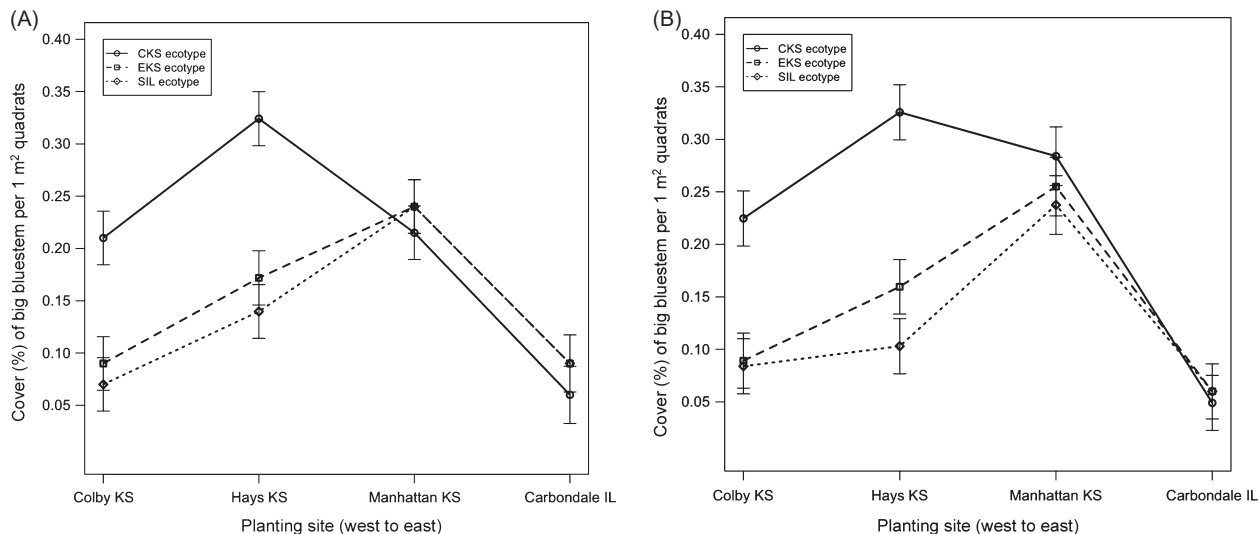 (A)
Cover (%) of big bluestem per 1 m² quadrats
0.40
0.35
0.30
0.25
0.20
0.15
0.10
0.05
CKS ecotype
EKS ecotype
SIL ecotype
Colby KS
Hays KS
Manhattan KS
Carbondale IL
Planting site (west to east)
(B)
Cover (%) of big bluestem per 1 m² quadrats
0.40
0.35
0.30
0.25
0.20
0.15
0.10
0.05
CKS ecotype
EKS ecotype
SIL ecotype
Colby KS
Hays KS
Manhattan KS
Carbondale IL
Planting site (west to east)